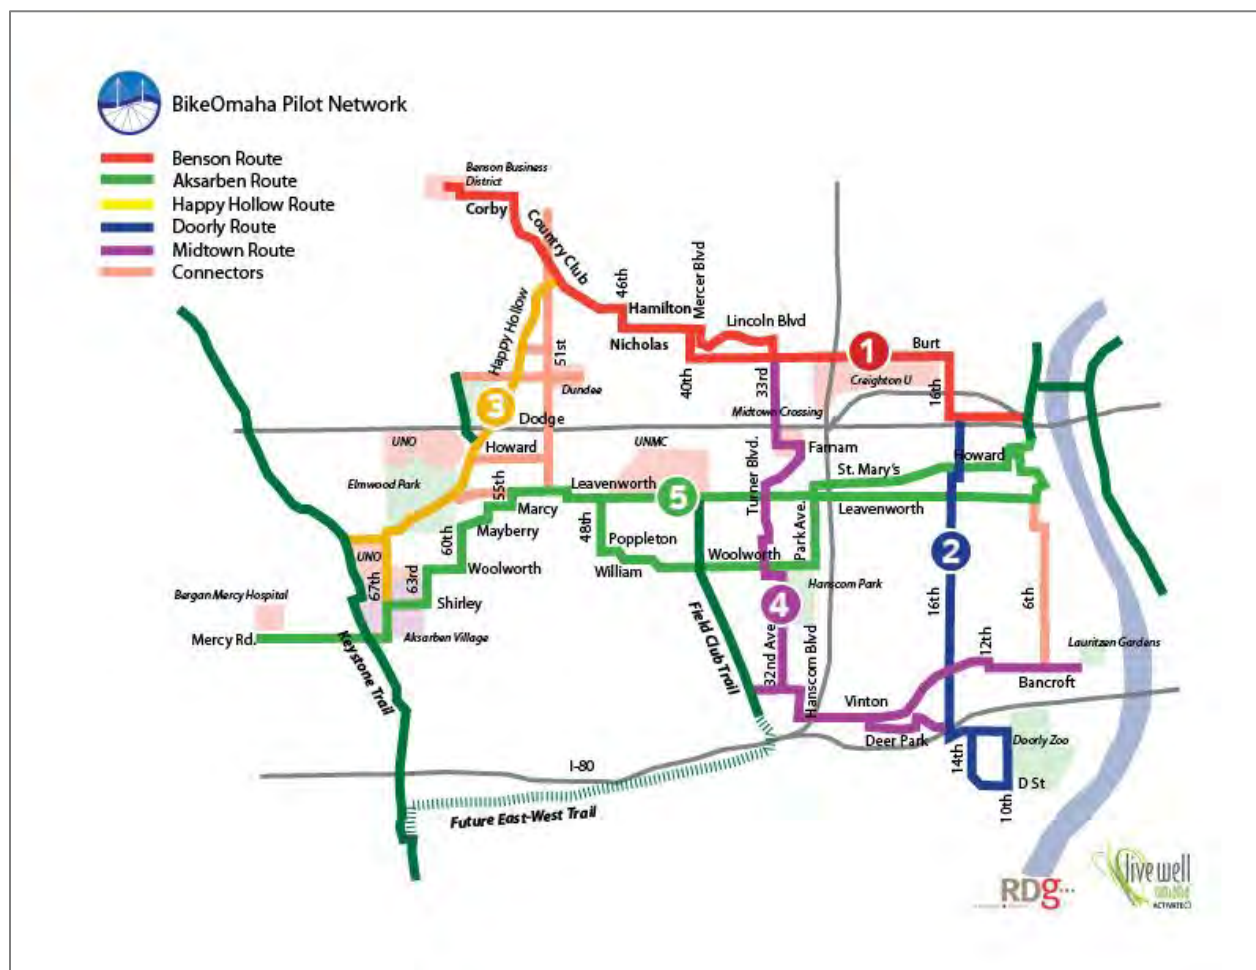 BikeOmaha Pilot Network
Benson Route
Aksarben Route
Happy Hollow Route
Doorly Route
Midtown Route
Connectors
Benson Business
District
Corby
Country Club
46th
Hamilton
Mercer Blvd
Lincoln Blvd
Nicholas
Happy Hollow
51st
40th
33rd
1
Burt
Creighton U
16th
Dundee
3
Dodge
Midtown Crossing
UNO
Howard
UNMC
Farnam
St. Mary's
Howard
Elmwood Park
55th
Leavenworth
5
Turner Blvd.
Marcy
Leavenworth
48th
Park Ave.
Mayberry
60th
Poppleton
Woolworth
2
UNO
67th
63rd
Woolworth
William
Hanscom Park
Bergan Mercy Hospital
Shirley
4
16th
6th
Mercy Rd.
Aksarben Village
Keystone Trail
Field Club Trail
32nd Ave
Hanscom Blvd
12th
Lauritzen Gardens
Bancroft
Vinton
Deer Park
14th
Doorly Zoo
I-80
D St
10th
Future East-West Trail
RDg...
live well
omaha
ACTIVATE